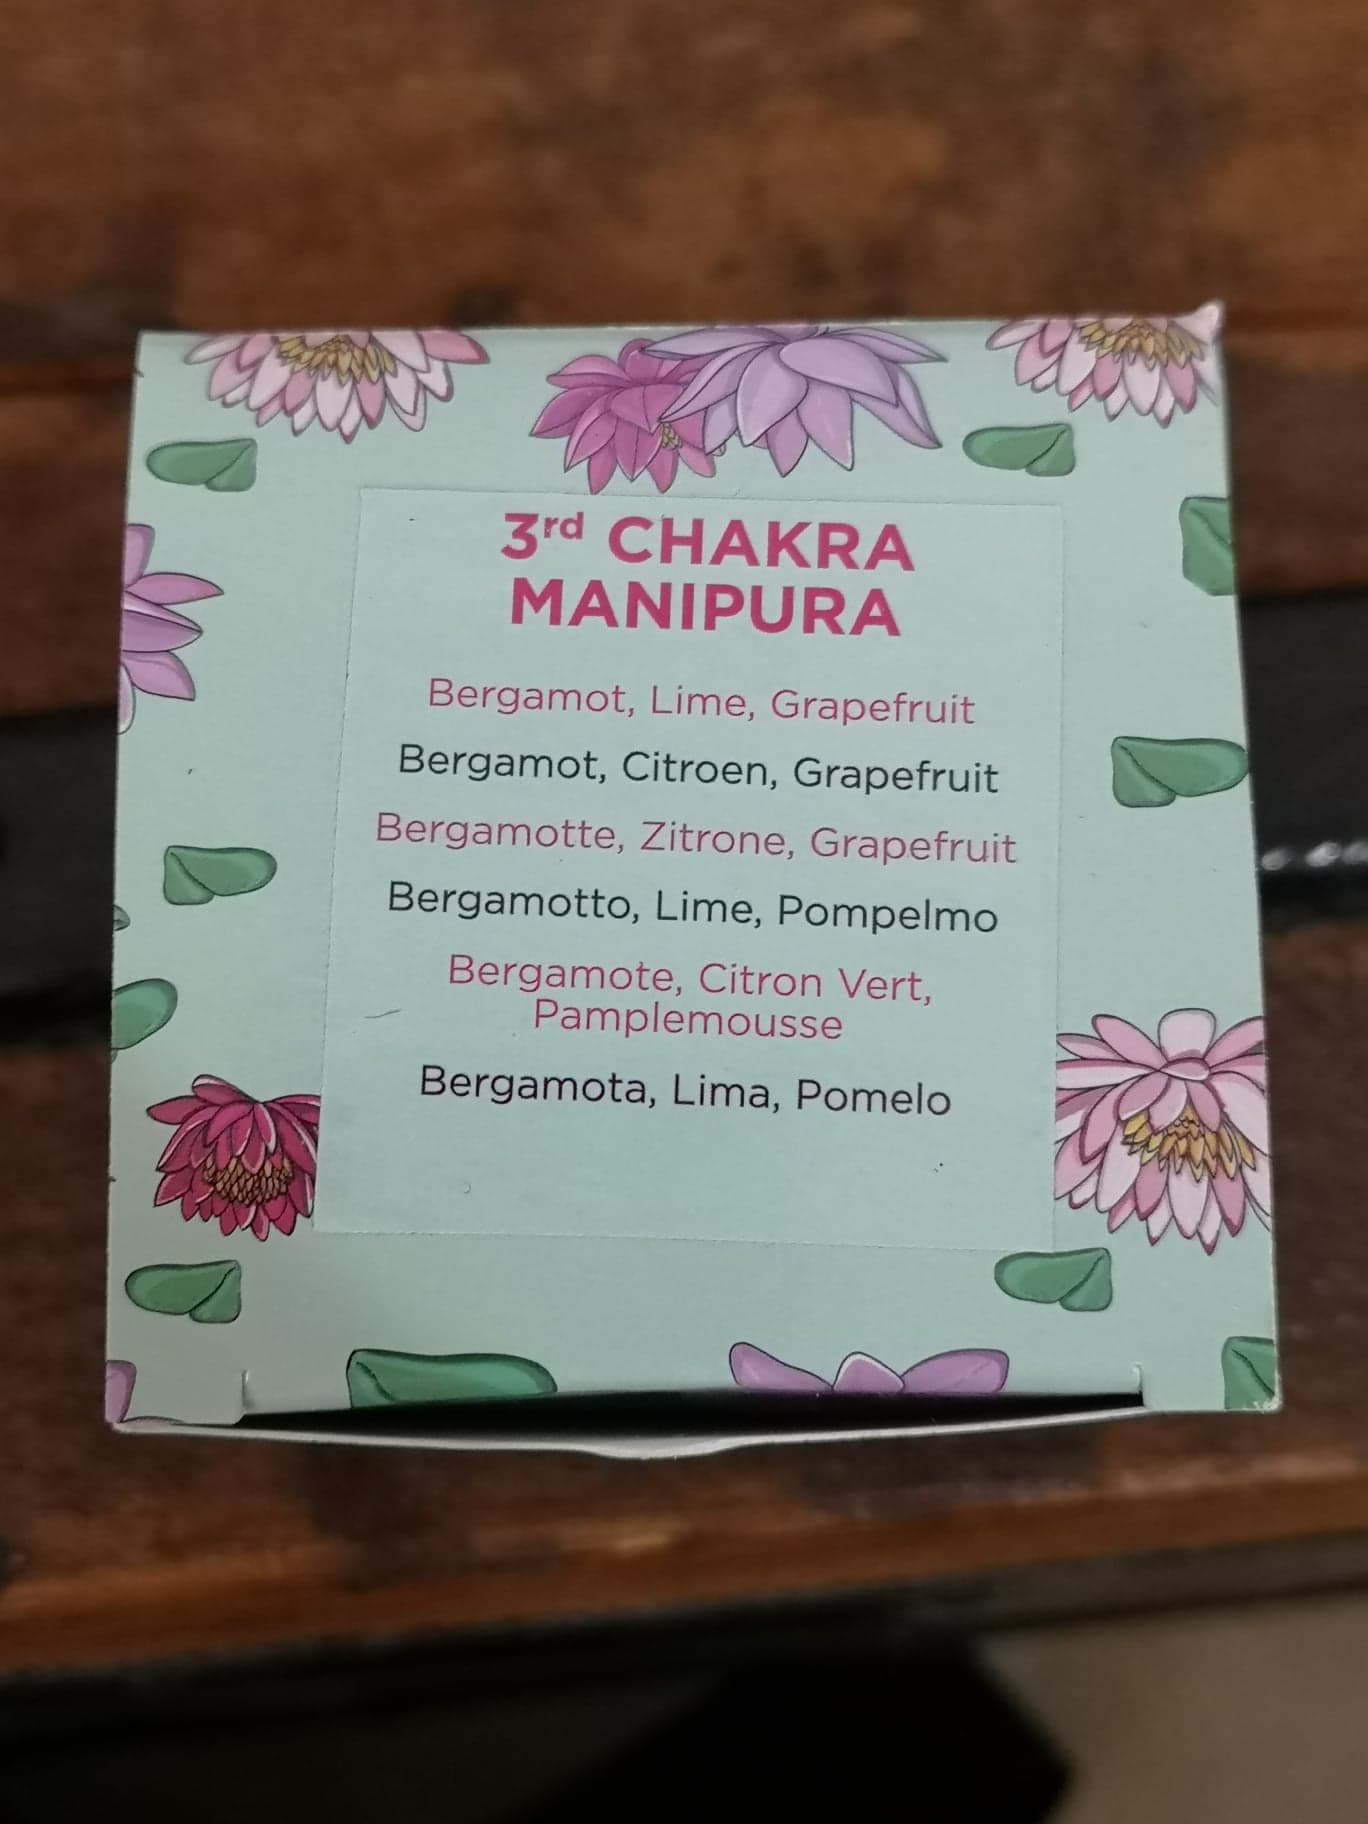 3rd CHAKRA
MANIPURA
Bergamot, Lime, Grapefruit
Bergamot, Citroen, Grapefruit
Bergamotte, Zitrone, Grapefruit
Bergamotto, Lime, Pompelmo
Bergamote, Citron Vert,
Pamplemousse
Bergamota, Lima, Pomelo